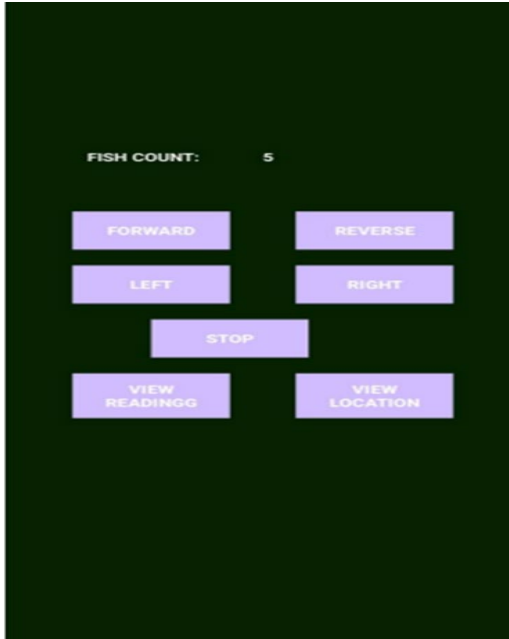 FISH COUNT: 5
FORWARD
REVERSE
LEFT
RIGHT
STOP
VIEW
READINGG
VIEW
LOCATION